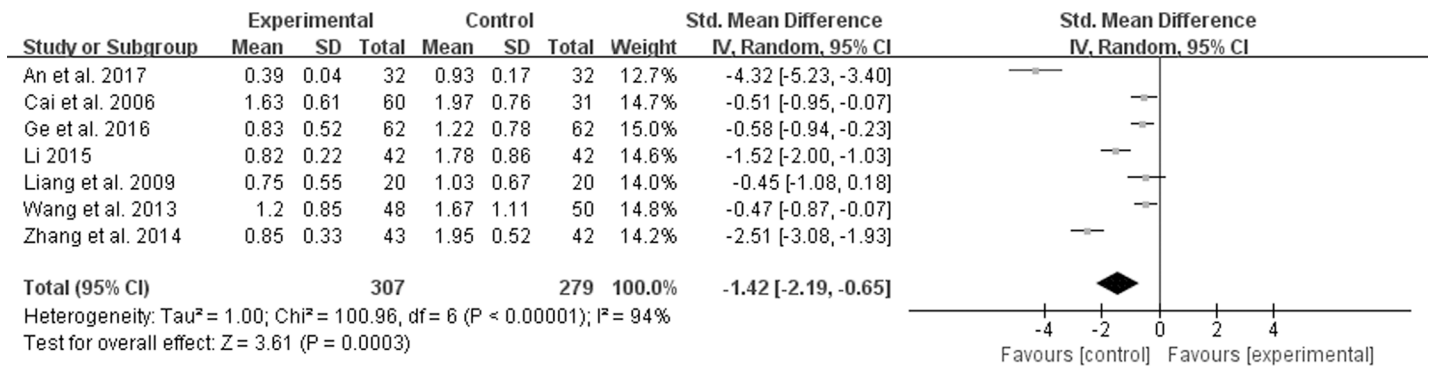 Experimental Control Std. Mean Difference Std. Mean Difference
Study or Subgroup Mean SD Total Mean SD Total Weight IV, Random, 95% CI IV, Random, 95% CI
An et al. 2017 0.39 0.04 32 0.93 0.17 32 12.7% -4.32 [-5.23, -3.40]
Cai et al. 2006 1.63 0.61 60 1.97 0.76 31 14.7% -0.51 [-0.95, -0.07]
Ge et al. 2016 0.83 0.52 62 1.22 0.78 62 15.0% -0.58 [-0.94, -0.23]
Li 2015 0.82 0.22 42 1.78 0.86 42 14.6% -1.52 [-2.00, -1.03]
Liang et al. 2009 0.75 0.55 20 1.03 0.67 20 14.0% -0.45 [-1.08, 0.18]
Wang et al. 2013 1.2 0.85 48 1.67 1.11 50 14.8% -0.47 [-0.87, -0.07]
Zhang et al. 2014 0.85 0.33 43 1.95 0.52 42 14.2% -2.51 [-3.08, -1.93]
Total (95% CI) 307 279 100.0% -1.42 [-2.19, -0.65]
Heterogeneity: Tau² = 1.00; Chi² = 100.96, df = 6 (P < 0.00001); I² = 94%
Test for overall effect: Z = 3.61 (P = 0.0003)
-4 -2 0 2 4
Favours [control] Favours [experimental]